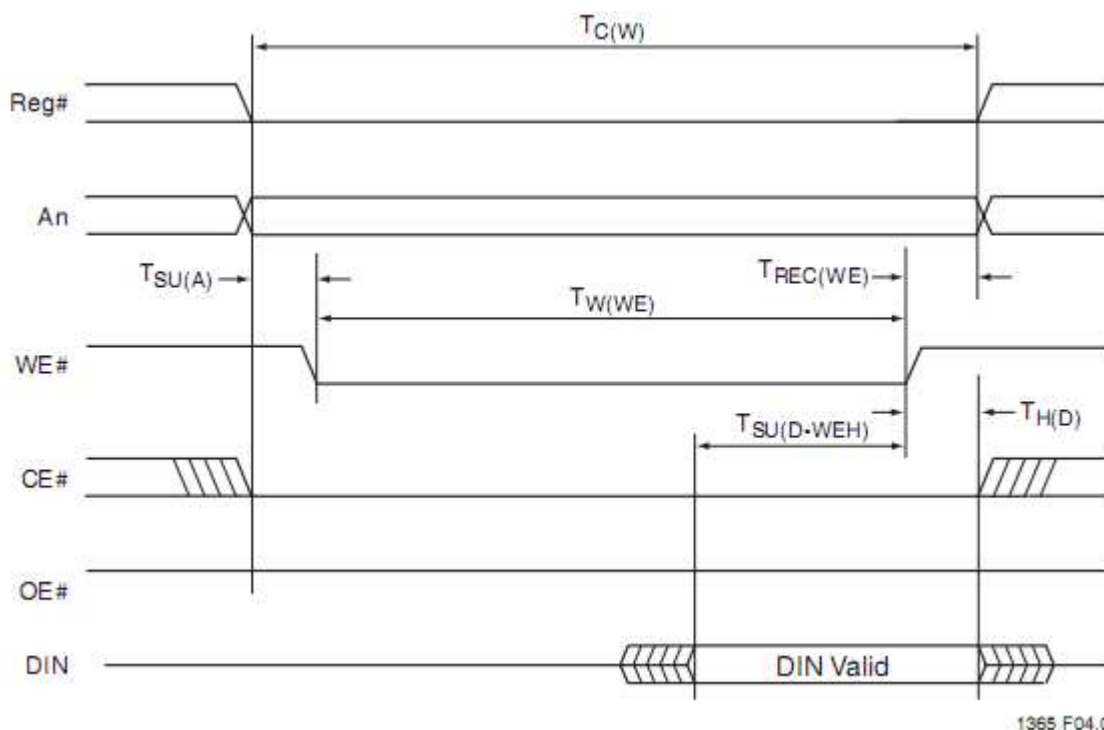 TC(W)
Reg#
An
TSU(A)
TREC(WE)
TW(WE)
WE#
TSU(D-WEH)
TH(D)
CE#
OE#
DIN
DIN Valid
1365 F04.0